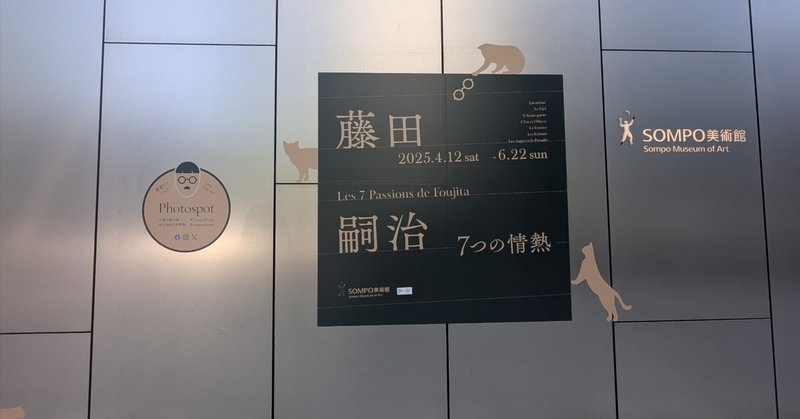 藤田
2025.4.12 sat - 6.22 sun
Les 7 Passions de Foujita
嗣治
7つの情熱
SOMPO美術館
Sompo Museum of Art
Photospot
SOMPO美術館
Sompo Museum of Art